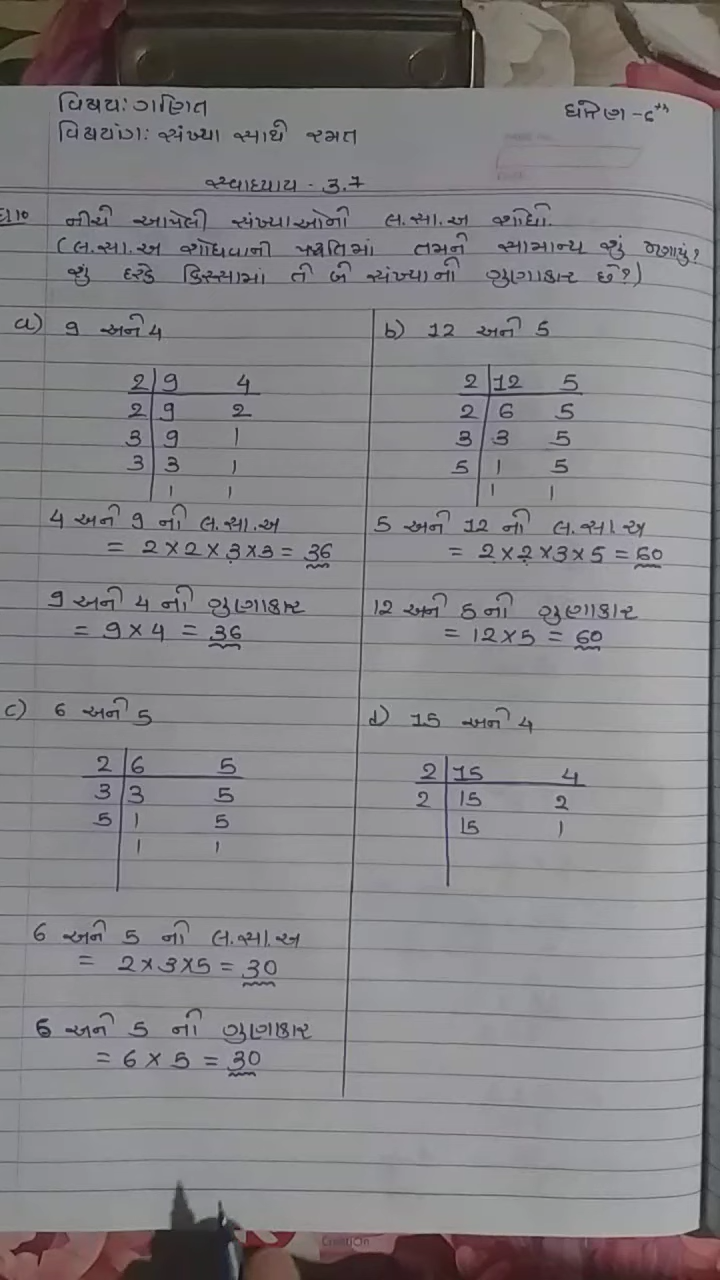 વિષય: ગણિત
ધોરણ - 6th
વિષયાંગ: સંખ્યા સાથે રમત
સ્વાધ્યાય - 3.7
નીચે આપેલી સંખ્યાઓનો લ.સા.અ શોધો.
(લ.સા.અ શોધવાની પદ્ધતિમાં તમને સામાન્ય શું જણાયું?
શું દરેક કિસ્સામાં તે બે સંખ્યાનો ગુણાકાર છે?)
a) 9 અને 4
2 9 4
2 9 2
3 9 1
3 3 1
1 1
4 અને 9 નો લ.સા.અ
= 2×2×3×3 = 36
9 અને 4 નો ગુણાકાર
= 9×4 = 36
b) 12 અને 5
2 12 5
2 6 5
3 3 5
5 1 5
1 1
5 અને 12 નો લ.સા.અ
= 2×2×3×5 = 60
12 અને 5 નો ગુણાકાર
= 12×5 = 60
c) 6 અને 5
2 6 5
3 3 5
5 1 5
1 1
6 અને 5 નો લ.સા.અ
= 2×3×5 = 30
6 અને 5 નો ગુણાકાર
= 6 × 5 = 30
d) 15 અને 4
2 15 4
2 15 2
15 1